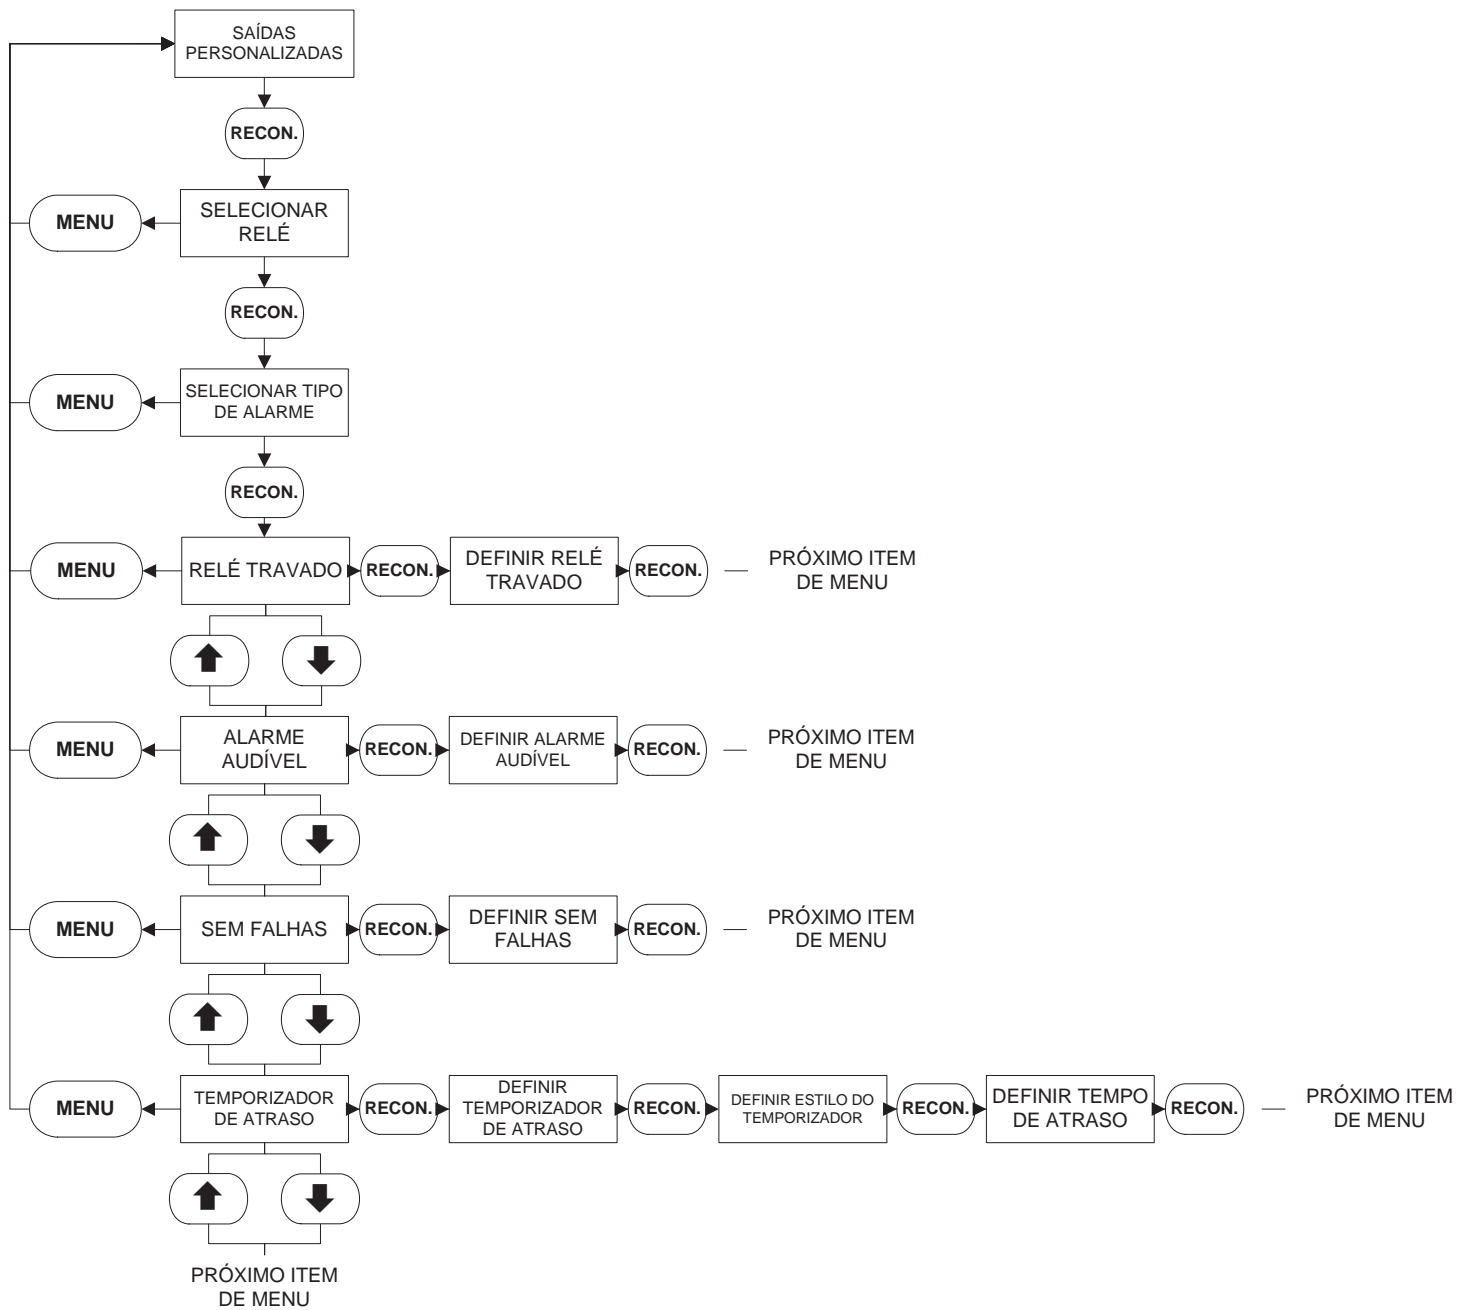 SAÍDAS
PERSONALIZADAS
RECON.
MENU
SELECIONAR
RELÉ
RECON.
MENU
SELECIONAR TIPO
DE ALARME
RECON.
MENU
RELÉ TRAVADO
RECON.
DEFINIR RELÉ
TRAVADO
RECON.
PRÓXIMO ITEM
DE MENU
MENU
ALARME
AUDÍVEL
RECON.
DEFINIR ALARME
AUDÍVEL
RECON.
PRÓXIMO ITEM
DE MENU
MENU
SEM FALHAS
RECON.
DEFINIR SEM
FALHAS
RECON.
PRÓXIMO ITEM
DE MENU
MENU
TEMPORIZADOR
DE ATRASO
RECON.
DEFINIR
TEMPORIZADOR
DE ATRASO
RECON.
DEFINIR ESTILO DO
TEMPORIZADOR
RECON.
DEFINIR TEMPO
DE ATRASO
RECON.
PRÓXIMO ITEM
DE MENU
PRÓXIMO ITEM
DE MENU